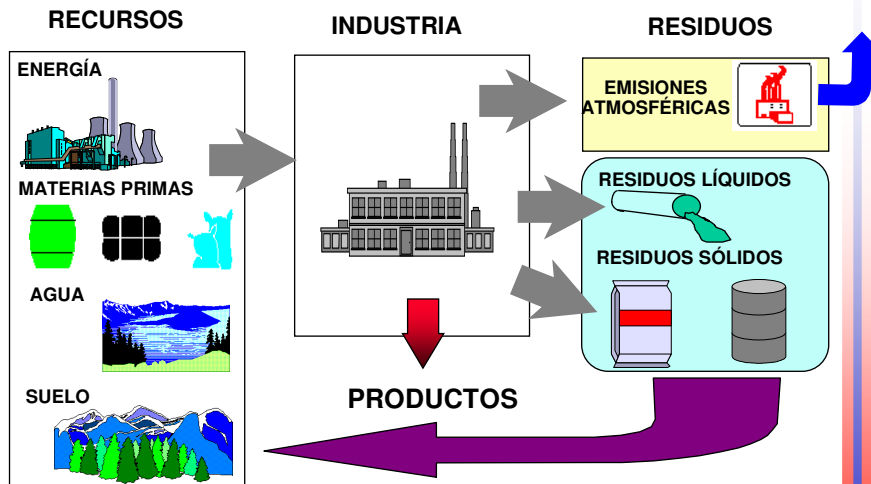 RECURSOS
INDUSTRIA
RESIDUOS
ENERGÍA
MATERIAS PRIMAS
AGUA
SUELO
PRODUCTOS
EMISIONES
ATMOSFÉRICAS
RESIDUOS LÍQUIDOS
RESIDUOS SÓLIDOS